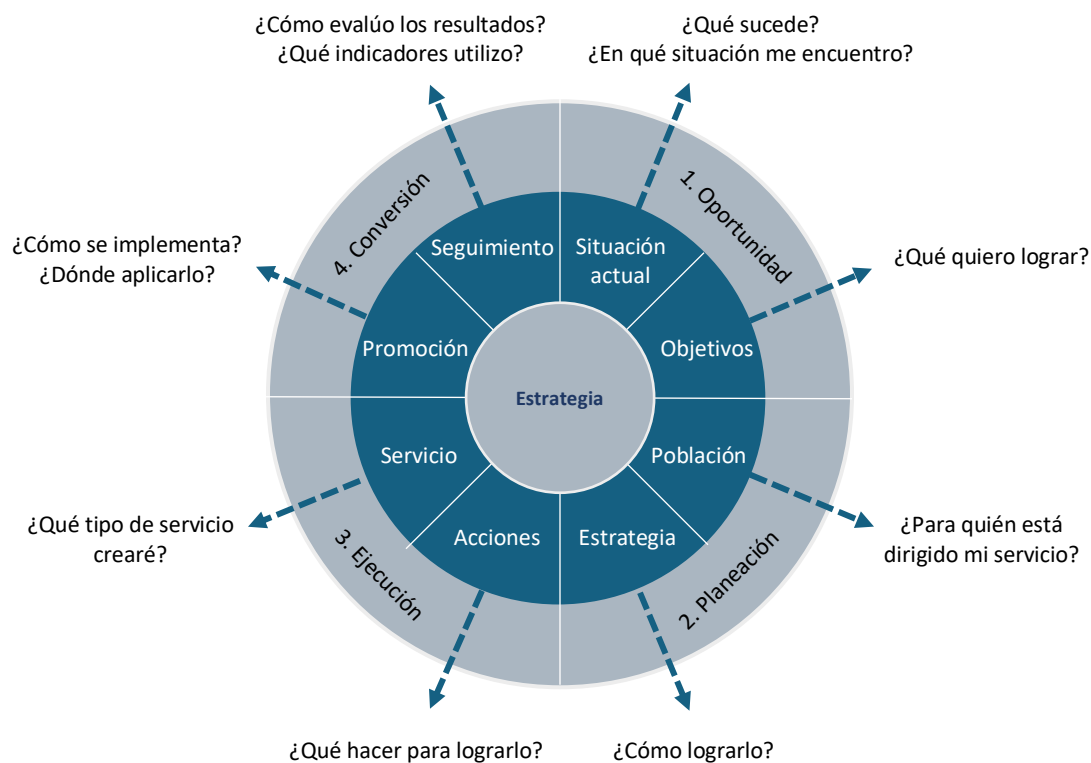 ¿Cómo evalúo los resultados?
¿Qué indicadores utilizo?
¿Qué sucede?
¿En qué situación me encuentro?
4. Conversión
1. Oportunidad
Seguimiento
Situación
actual
¿Cómo se implementa?
¿Dónde aplicarlo?
¿Qué quiero lograr?
Promoción
Objetivos
Estrategia
Servicio
Población
¿Qué tipo de servicio
crearé?
¿Para quién está
dirigido mi servicio?
Acciones
Estrategia
3. Ejecución
2. Planeación
¿Qué hacer para lograrlo?
¿Cómo lograrlo?